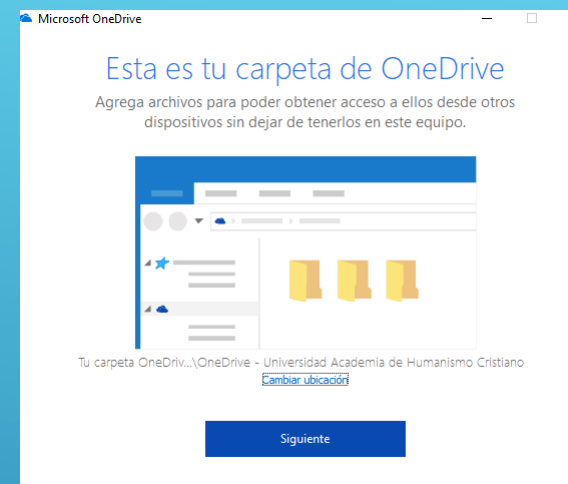 Microsoft OneDrive
Esta es tu carpeta de OneDrive
Agrega archivos para poder obtener acceso a ellos desde otros
dispositivos sin dejar de tenerlos en este equipo.
Tu carpeta OneDriv...\OneDrive - Universidad Academia de Humanismo Cristiano
Cambiar ubicación
Siguiente